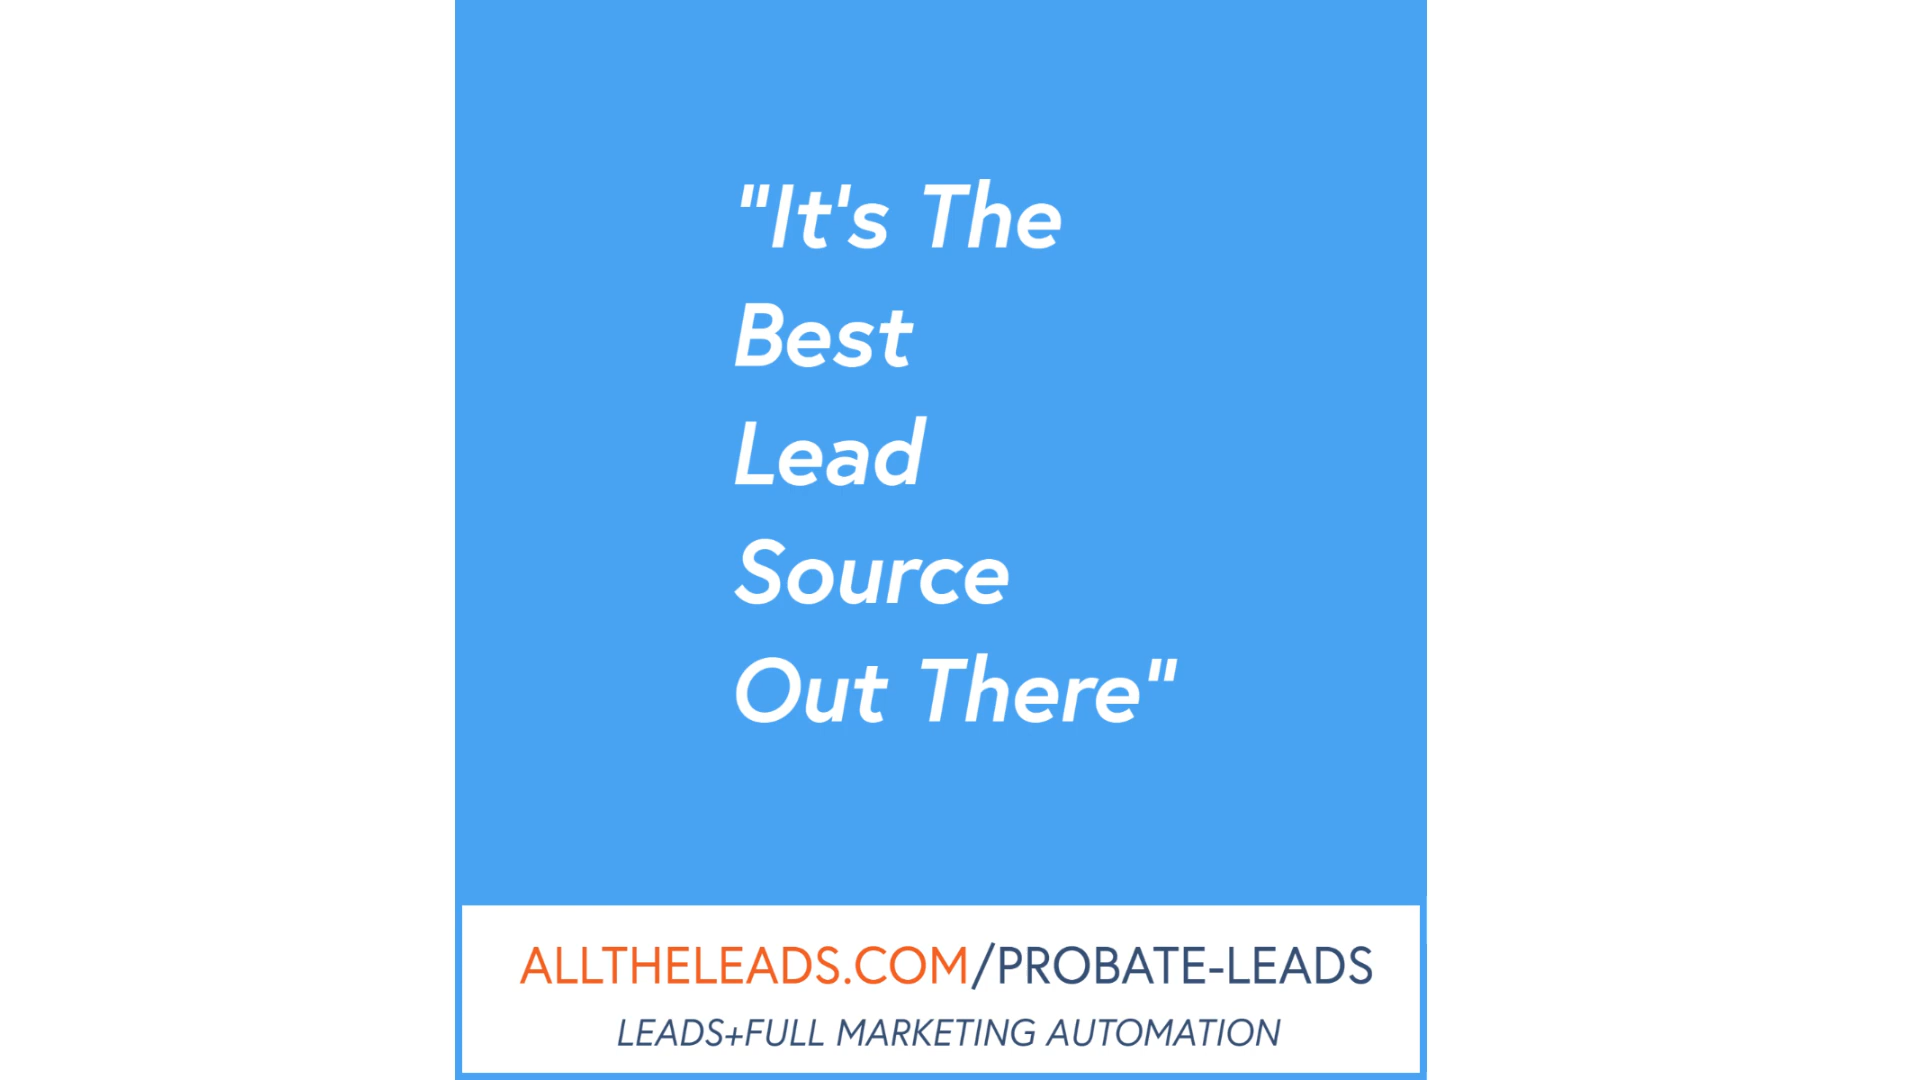 "It's The
Best
Lead
Source
Out There"
ALLTHELEADS.COM/PROBATE-LEADS
LEADS+FULL MARKETING AUTOMATION